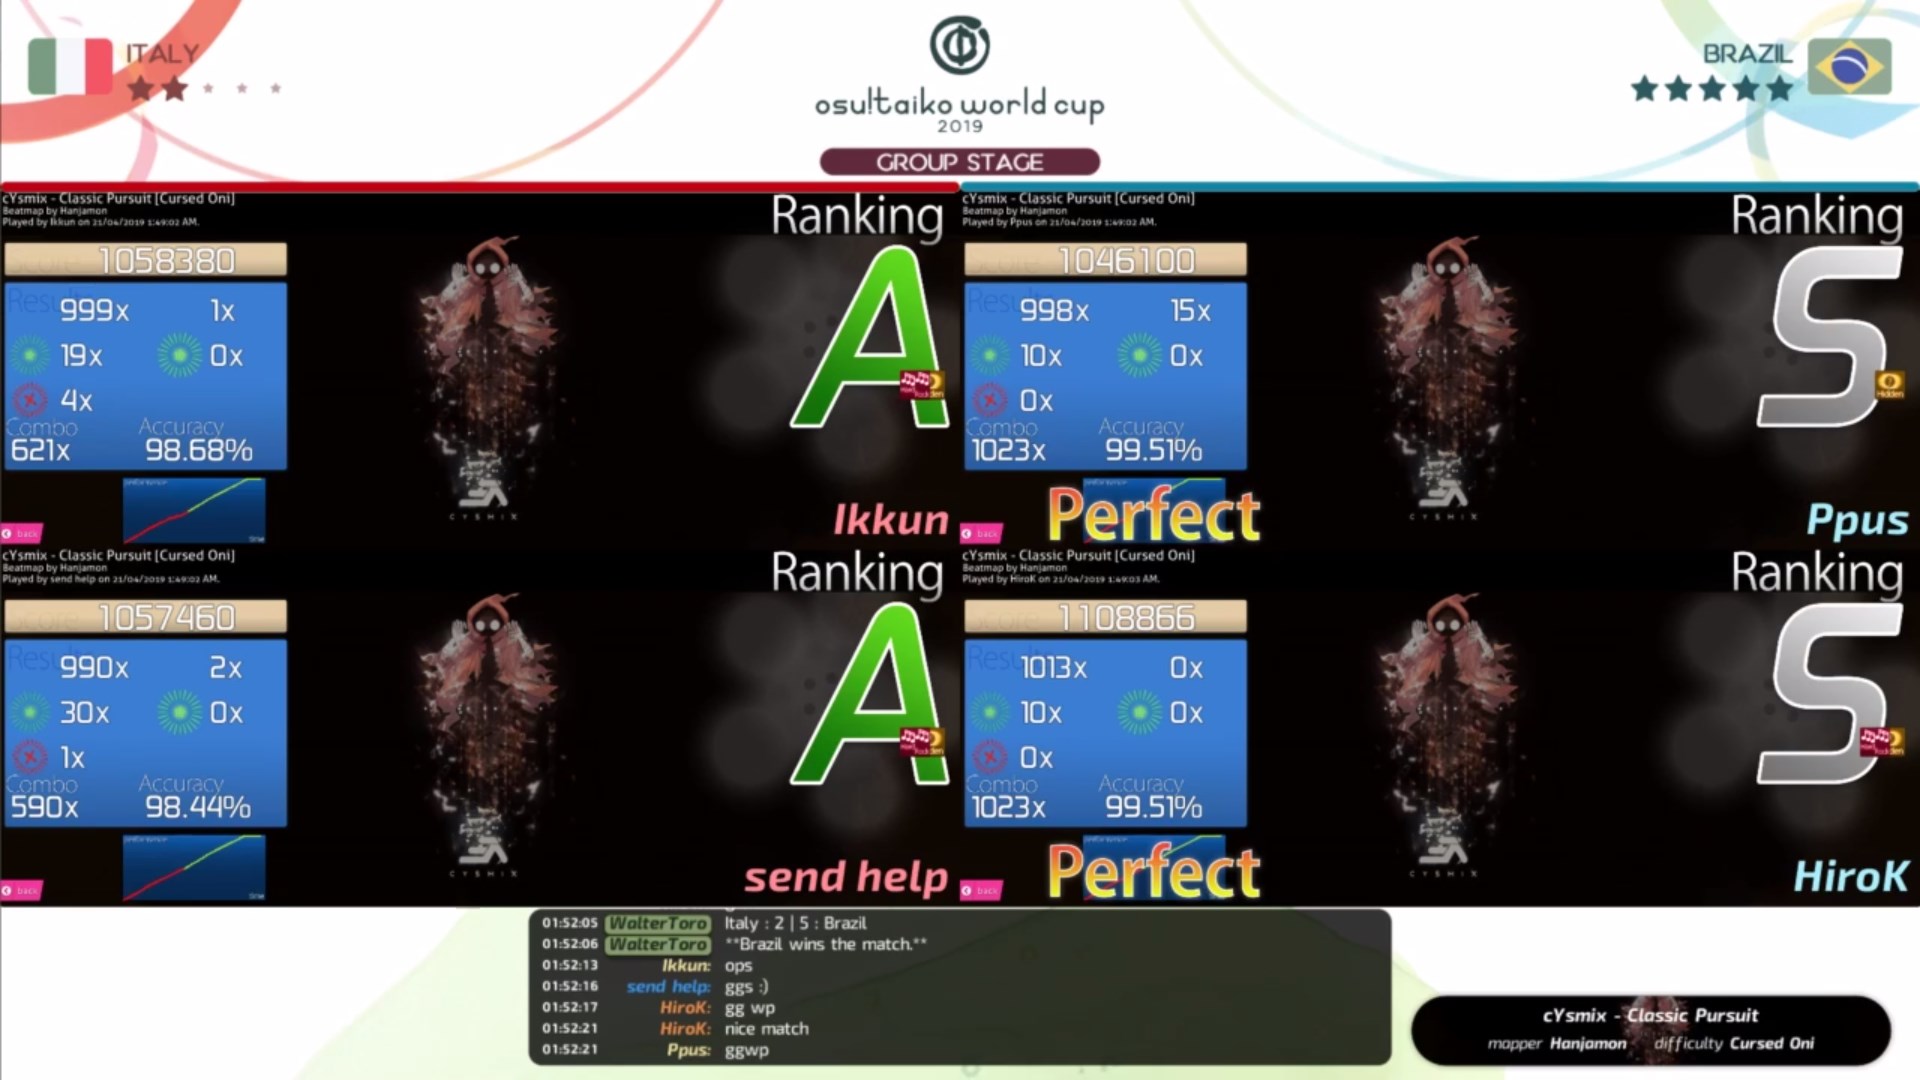 ITALY
BRAZIL
osu!taiko world cup
2019
GROUP STAGE
cYsmix - Classic Pursuit [Cursed Oni]
Beatmap by Hanjamon
Played by Ikkun on 21/04/2019 1:49:02 AM.
Ranking
1058380
999x 1x
19x 0x
4x
Combo Accuracy
621x 98.68%
A
CYSMIX
back
Ikkun
cYsmix - Classic Pursuit [Cursed Oni]
Beatmap by Hanjamon
Played by Ppus on 21/04/2019 1:49:02 AM.
Ranking
1046100
998x 15x
10x 0x
0x
Combo Accuracy
1023x 99.51%
S
Hidden
CYSMIX
back
Perfect
Ppus
cYsmix - Classic Pursuit [Cursed Oni]
Beatmap by Hanjamon
Played by send help on 21/04/2019 1:49:02 AM.
Ranking
1057460
990x 2x
30x 0x
1x
Combo Accuracy
590x 98.44%
A
CYSMIX
back
send help
cYsmix - Classic Pursuit [Cursed Oni]
Beatmap by Hanjamon
Played by HiroK on 21/04/2019 1:49:03 AM.
Ranking
1108866
1013x 0x
10x 0x
0x
Combo Accuracy
1023x 99.51%
S
CYSMIX
back
Perfect
HiroK
01:52:05 WalterToro Italy : 2 | 5 : Brazil
01:52:06 WalterToro **Brazil wins the match.**
01:52:13 Ikkun: ops
01:52:16 send help: ggs :)
01:52:17 HiroK: gg wp
01:52:21 HiroK: nice match
01:52:21 Ppus: ggwp
cYsmix - Classic Pursuit
mapper Hanjamon difficulty Cursed Oni